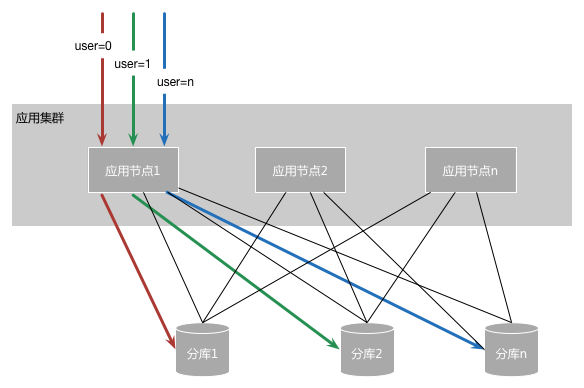 user=0
user=1
user=n
应用集群
应用节点1
应用节点2
应用节点n
分库1
分库2
分库n